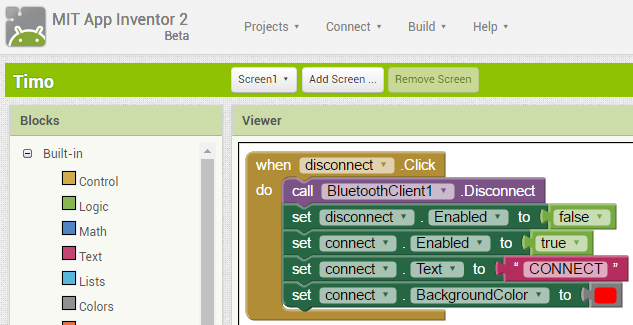 MIT App Inventor 2
Beta
Projects Connect Build Help
Timo
Screen1 Add Screen ... Remove Screen
Blocks
Viewer
Built-in
Control
Logic
Math
Text
Lists
Colors
when disconnect .Click
do call BluetoothClient1 .Disconnect
set disconnect . Enabled to false
set connect . Enabled to true
set connect . Text to " CONNECT "
set connect . BackgroundColor to